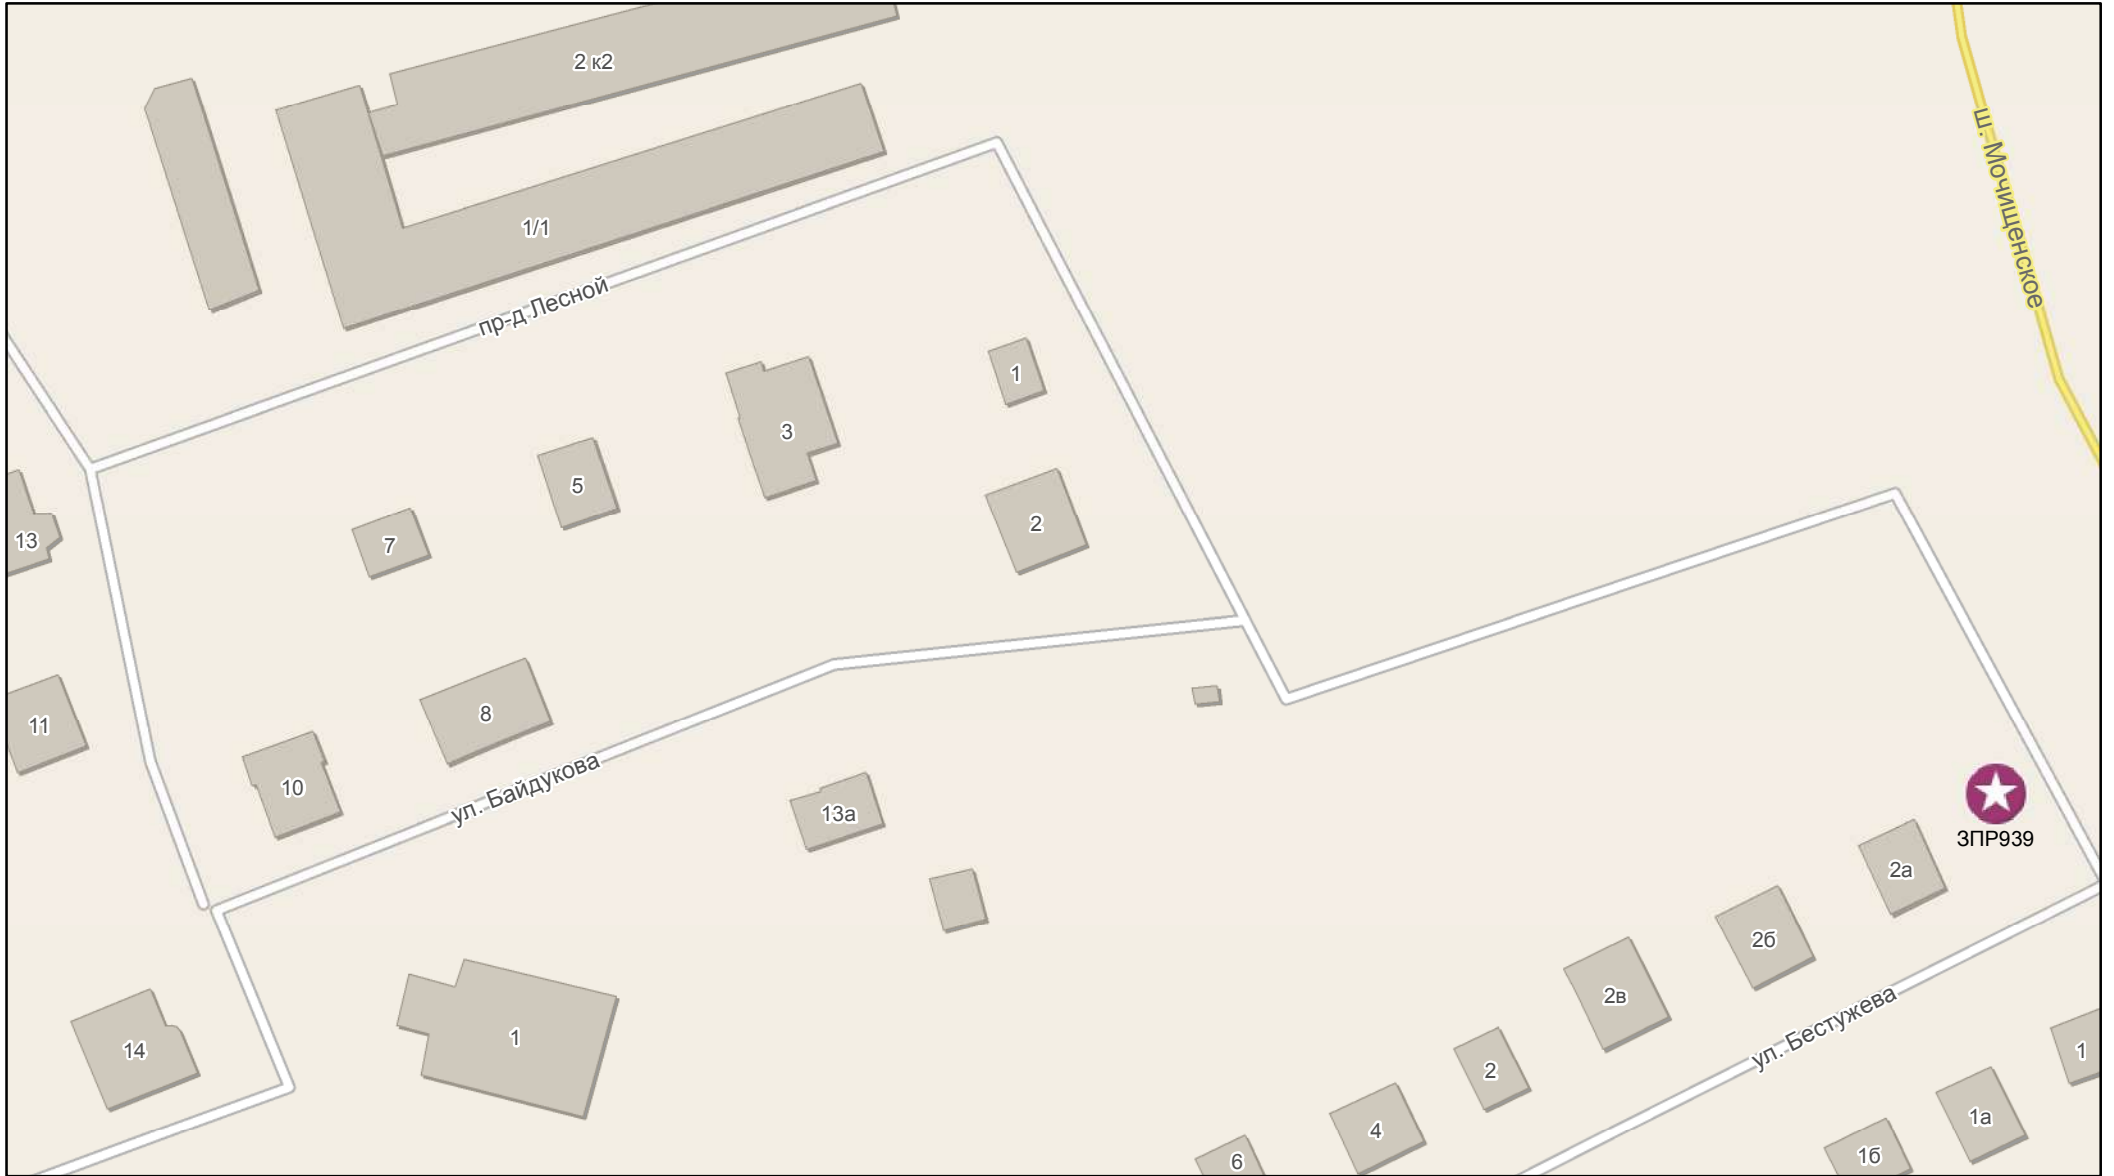 2 к2
ш. Мочищенское
1/1
пр-д Лесной
1
3
5
2
13
7
8
11
ул. Байдукова
10
13а
ЗПР939
2а
2б
2в
ул. Бестужева
1
14
2
1
1а
4
6
1б